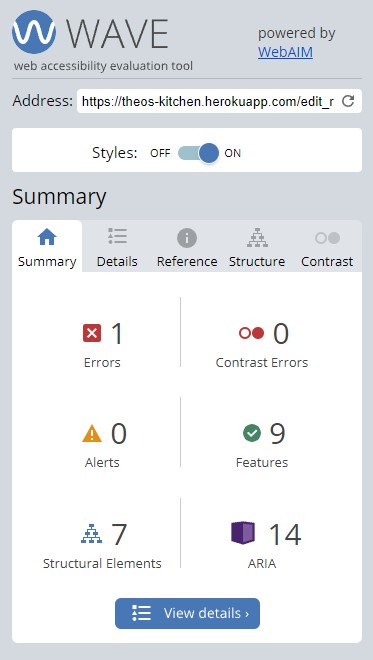 WAVE
powered by
WebAIM
web accessibility evaluation tool
Address: https://theos-kitchen.herokuapp.com/edit_r
Styles: OFF ON
Summary
Summary Details Reference Structure Contrast
1 0
Errors Contrast Errors
0 9
Alerts Features
7 14
Structural Elements ARIA
View details ›